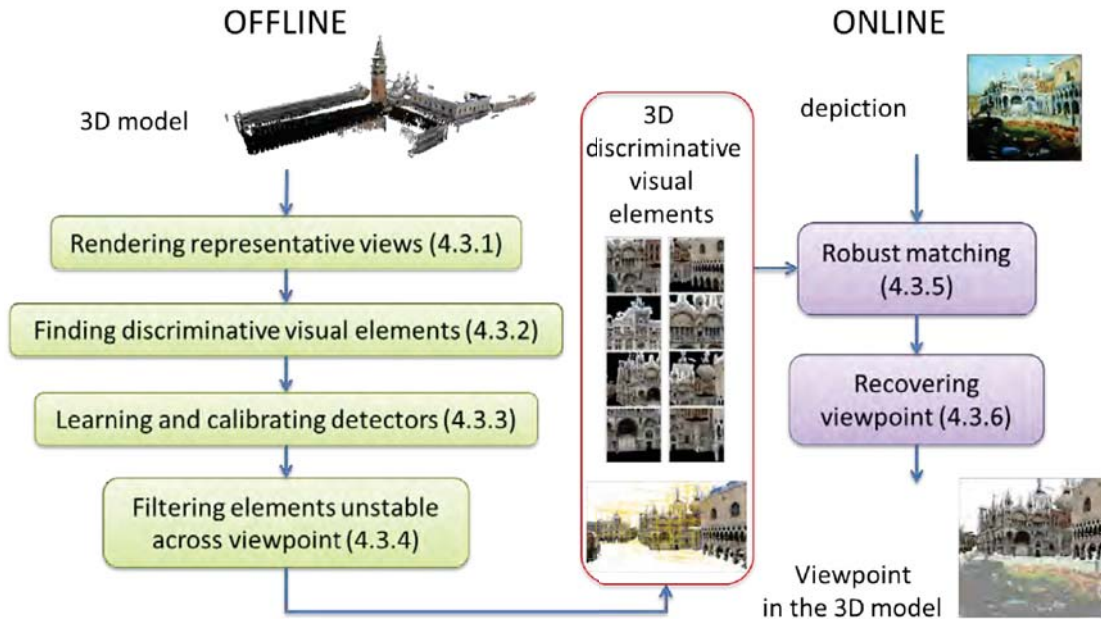 OFFLINE
3D model
Rendering representative views (4.3.1)
Finding discriminative visual elements (4.3.2)
Learning and calibrating detectors (4.3.3)
Filtering elements unstable
across viewpoint (4.3.4)
3D
discriminative
visual
elements
ONLINE
depiction
Robust matching
(4.3.5)
Recovering
viewpoint (4.3.6)
Viewpoint
in the 3D model